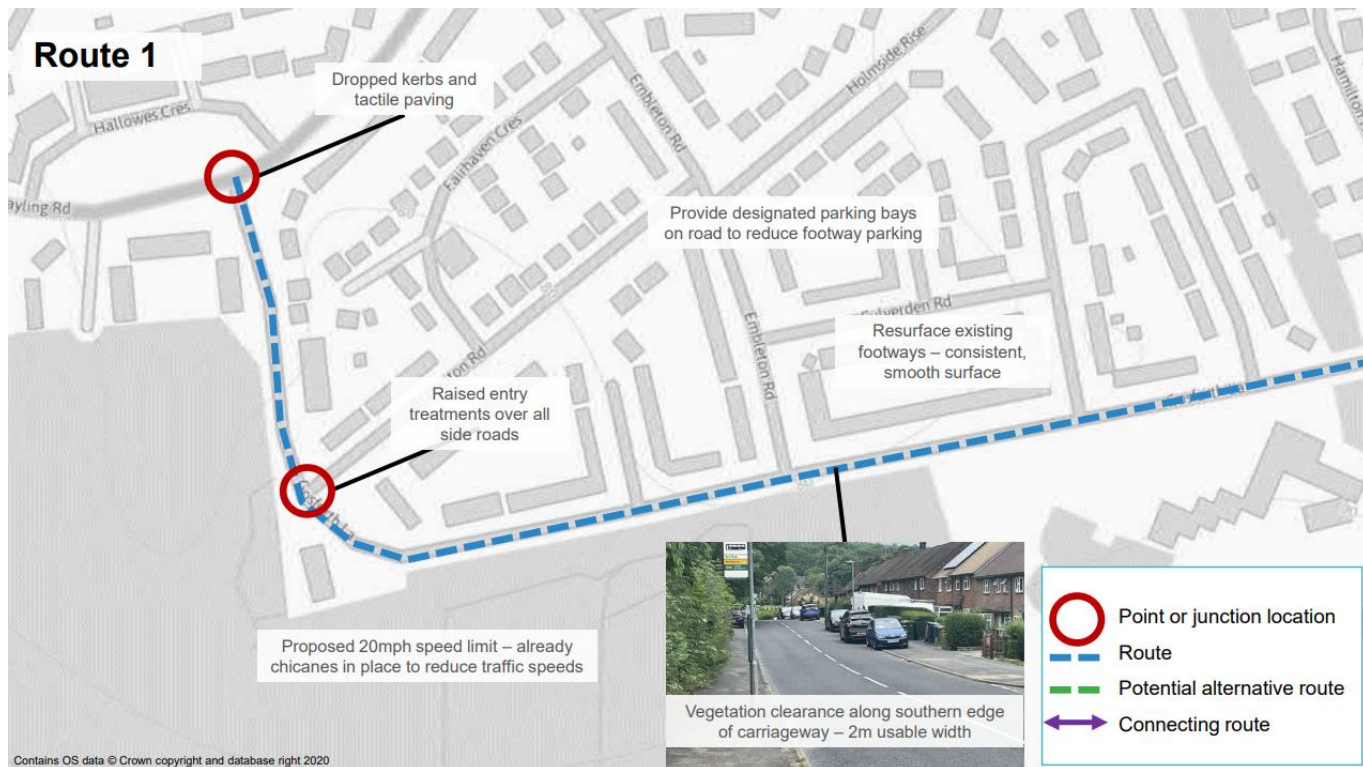 Route 1
Dropped kerbs and
tactile paving
Hallowes Cres
ayling Rd
Fairhaven Cres
Embleton Rd
Holmside Rise
Provide designated parking bays
on road to reduce footway parking
Embleton Rd
Resurface existing
footways – consistent,
smooth surface
ton Rd
Raised entry
treatments over all
side roads
Proposed 20mph speed limit – already
chicanes in place to reduce traffic speeds
Vegetation clearance along southern edge
of carriageway – 2m usable width
Point or junction location
Route
Potential alternative route
Connecting route
Contains OS data © Crown copyright and database right 2020